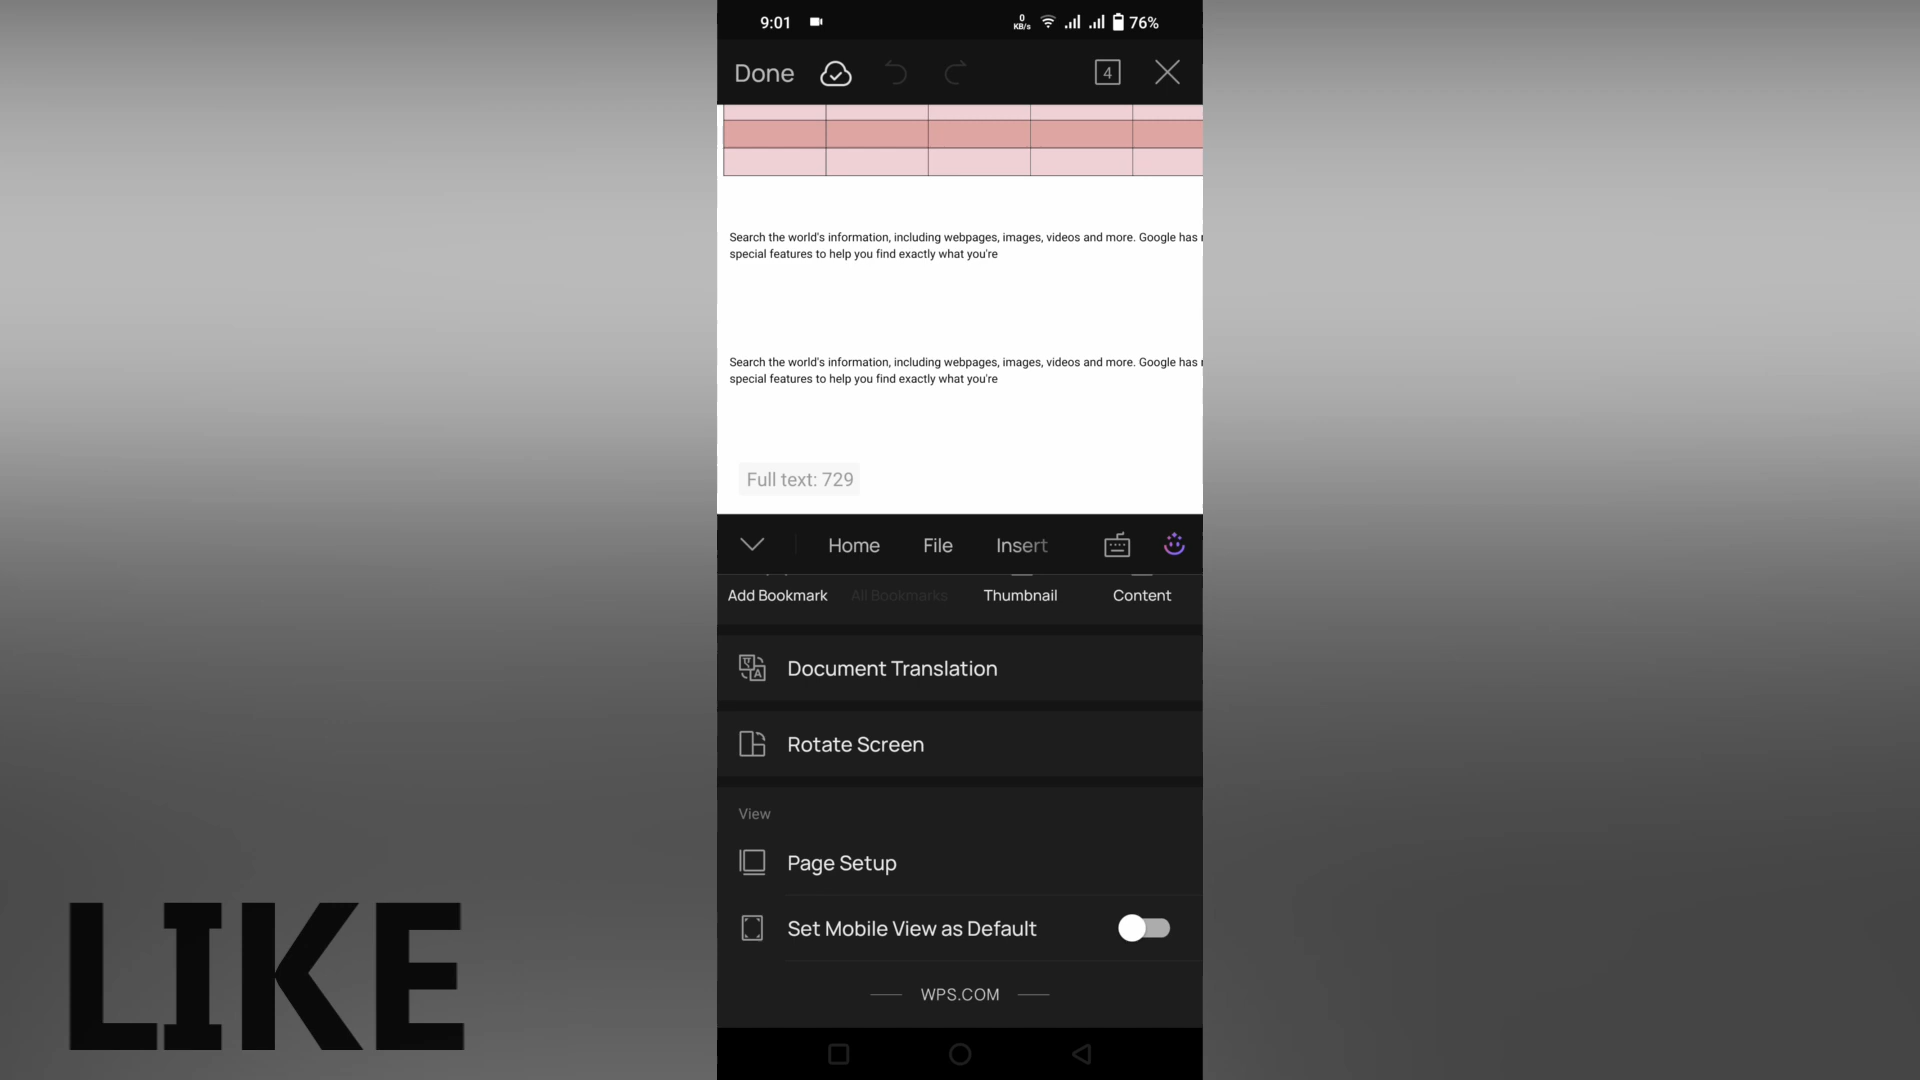 9:01
0
KB/s
76%
Done
4
Search the world's information, including webpages, images, videos and more. Google has
special features to help you find exactly what you're
Search the world's information, including webpages, images, videos and more. Google has
special features to help you find exactly what you're
Full text: 729
Home File Insert
Add Bookmark All Bookmarks Thumbnail Content
Document Translation
Rotate Screen
View
Page Setup
Set Mobile View as Default
WPS.COM
LIKE